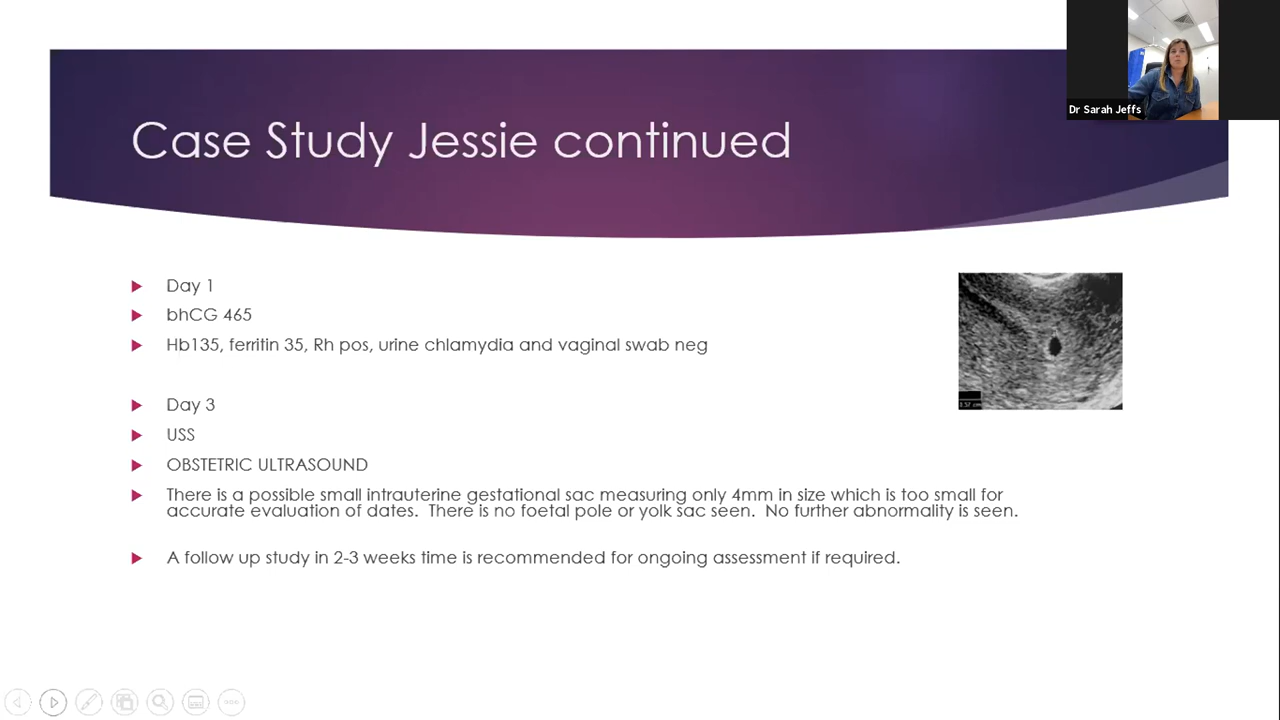 Dr Sarah Jeffs
Case Study Jessie continued
Day 1
bhCG 465
Hb135, ferritin 35, Rh pos, urine chlamydia and vaginal swab neg
Day 3
USS
OBSTETRIC ULTRASOUND
There is a possible small intrauterine gestational sac measuring only 4mm in size which is too small for
accurate evaluation of dates.  There is no foetal pole or yolk sac seen.  No further abnormality is seen.
A follow up study in 2-3 weeks time is recommended for ongoing assessment if required.